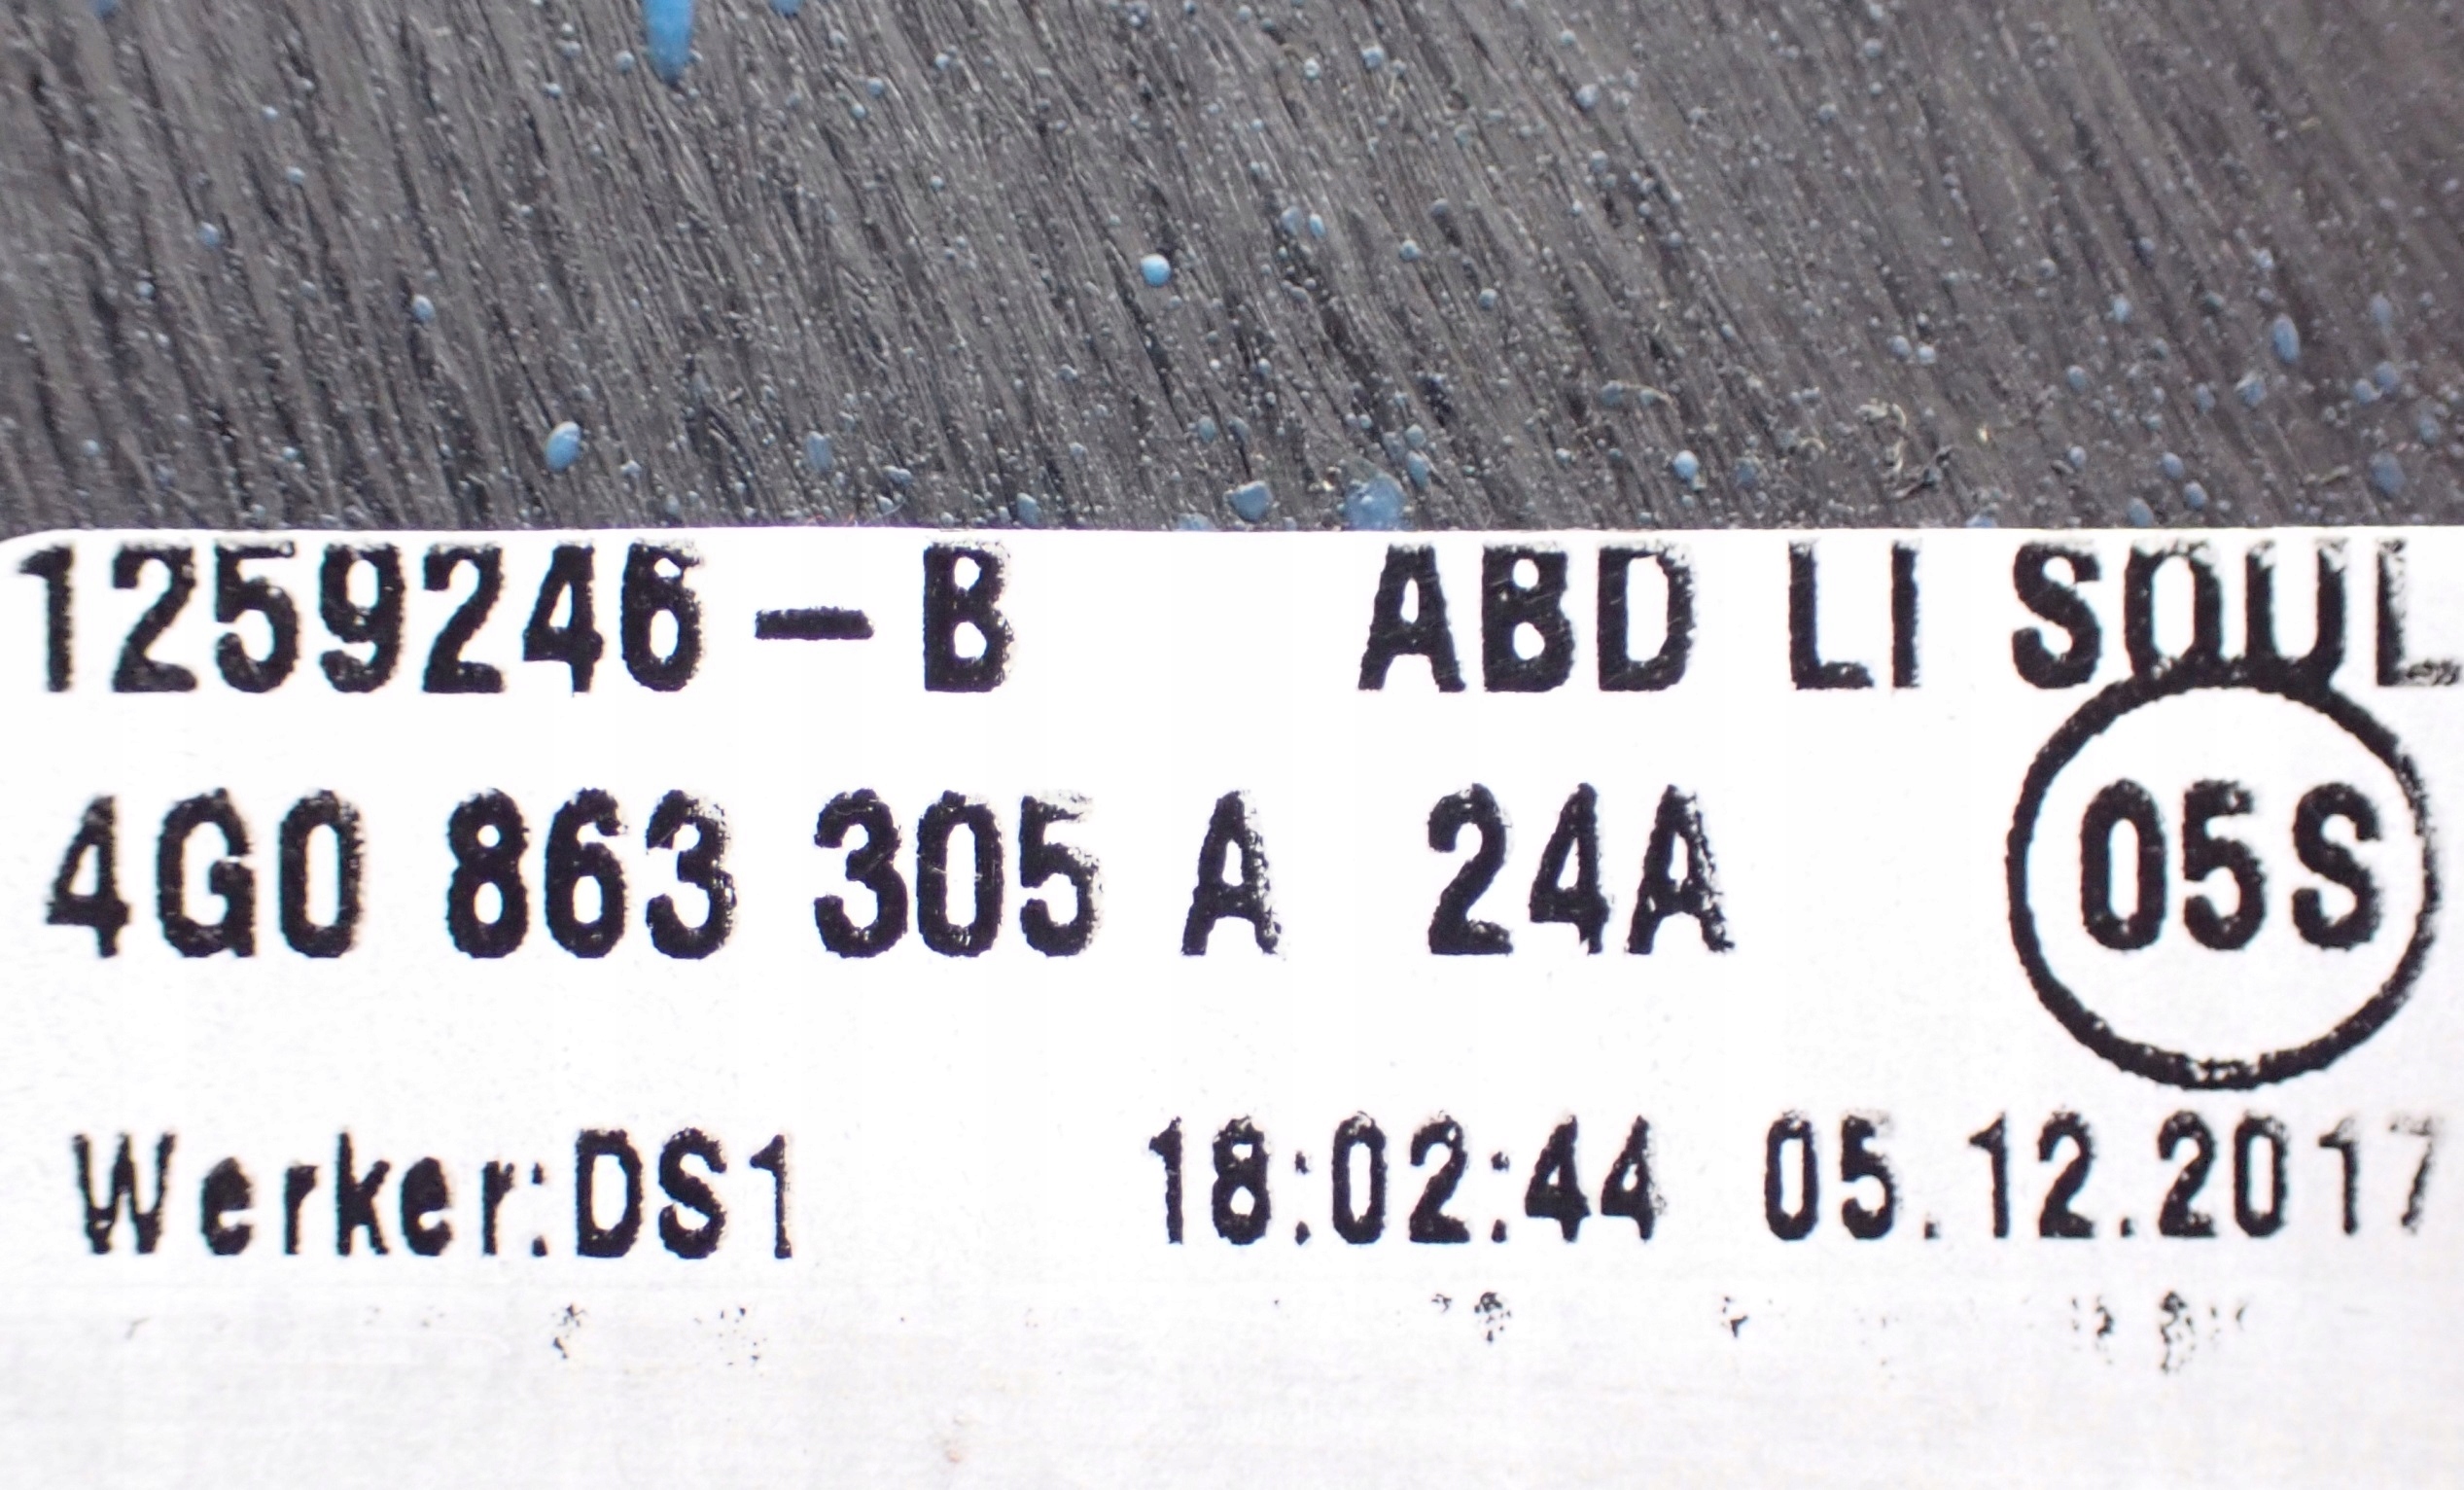 1259246-B ABD LI SOUL
4G0 863 305 A 24A 05S
Werker:DS1 18:02:44 05.12.2017